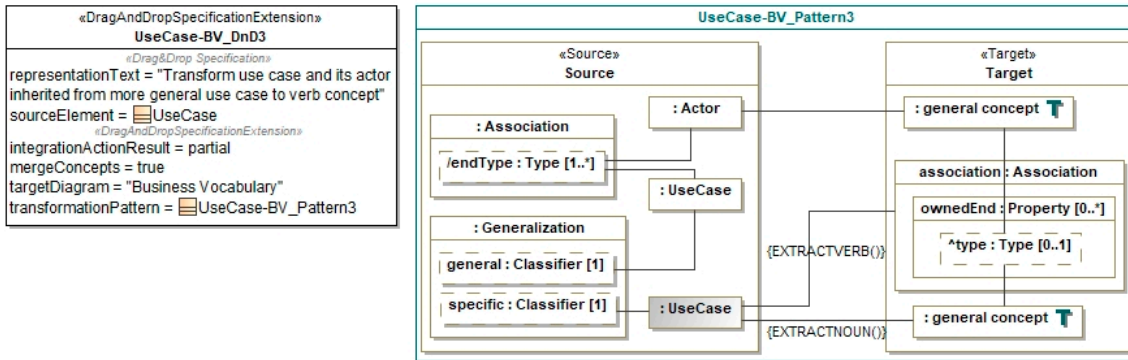 «DragAndDropSpecificationExtension»
UseCase-BV_DnD3
«Drag&Drop Specification»
representationText = "Transform use case and its actor
inherited from more general use case to verb concept"
sourceElement = UseCase
«DragAndDropSpecificationExtension»
integrationActionResult = partial
mergeConcepts = true
targetDiagram = "Business Vocabulary"
transformationPattern = UseCase-BV_Pattern3
UseCase-BV_Pattern3
«Source»
Source
: Actor
: Association
/endType : Type [1..*]
: UseCase
: Generalization
general : Classifier [1]
specific : Classifier [1]
: UseCase
{EXTRACTVERB()}
{EXTRACTNOUN()}
«Target»
Target
: general concept
association : Association
ownedEnd : Property [0..*]
^type : Type [0..1]
: general concept